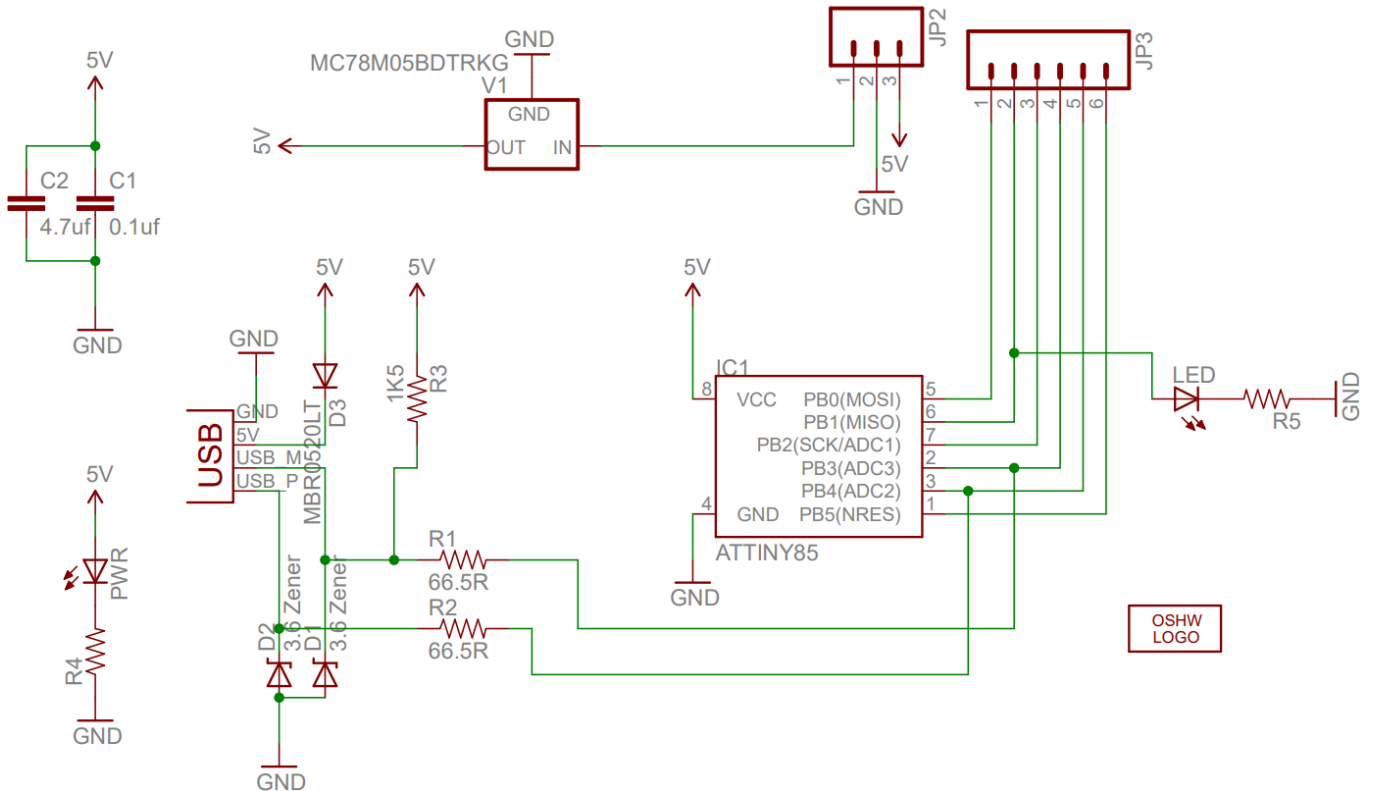 5V
C2
C1
4.7uf
0.1uf
GND
GND
MC78M05BDTRKG
V1
GND
5V
OUT
IN
JP2
1
2
3
5V
GND
JP3
1
2
3
4
5
6
5V
5V
GND
1K5
R3
D3
MBR0520LT
USB
GND
5V
USB_M
USB_P
5V
PWR
R4
GND
R1
66.5R
R2
66.5R
D2
3.6 Zener
D1
3.6 Zener
GND
5V
IC1
8
VCC
4
GND
PB0(MOSI)
5
PB1(MISO)
6
PB2(SCK/ADC1)
7
PB3(ADC3)
2
PB4(ADC2)
3
PB5(NRES)
1
ATTINY85
GND
LED
R5
GND
OSHW
LOGO